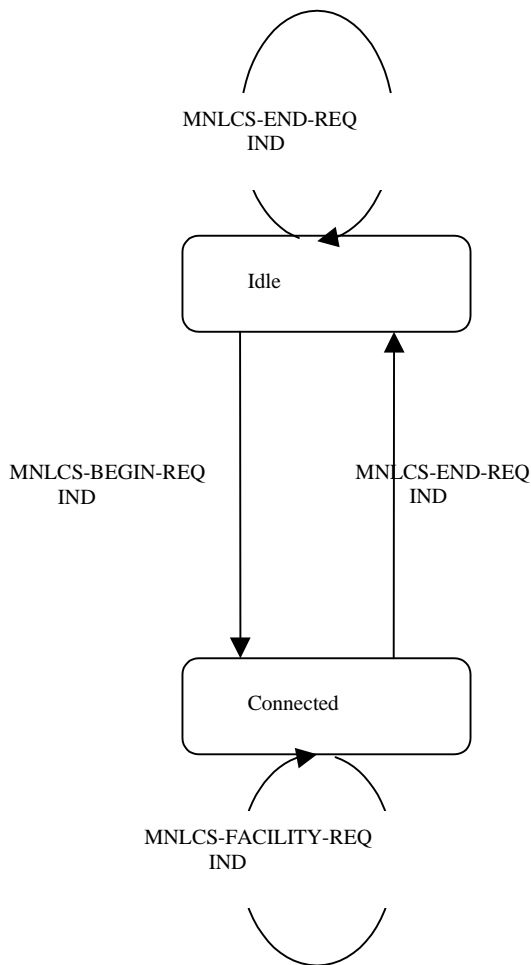 MNLCS-END-REQ
IND
Idle
MNLCS-BEGIN-REQ
IND
MNLCS-END-REQ
IND
Connected
MNLCS-FACILITY-REQ
IND